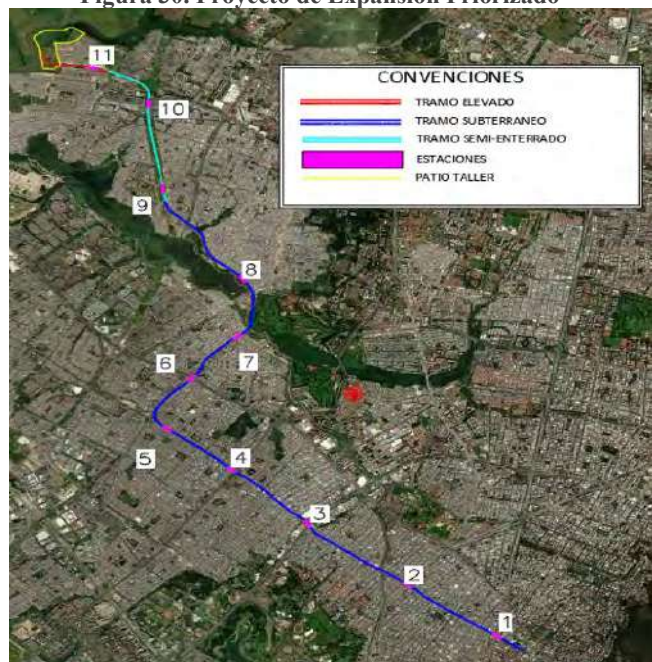 Figura 30. Proyecto de Expansión Priorizado
CONVENCIONES
TRAMO ELEVADO
TRAMO SUBTERRANEO
TRAMO SEMI-ENTERRADO
ESTACIONES
PATIO TALLER
11
10
9
8
7
6
5
4
3
2
1